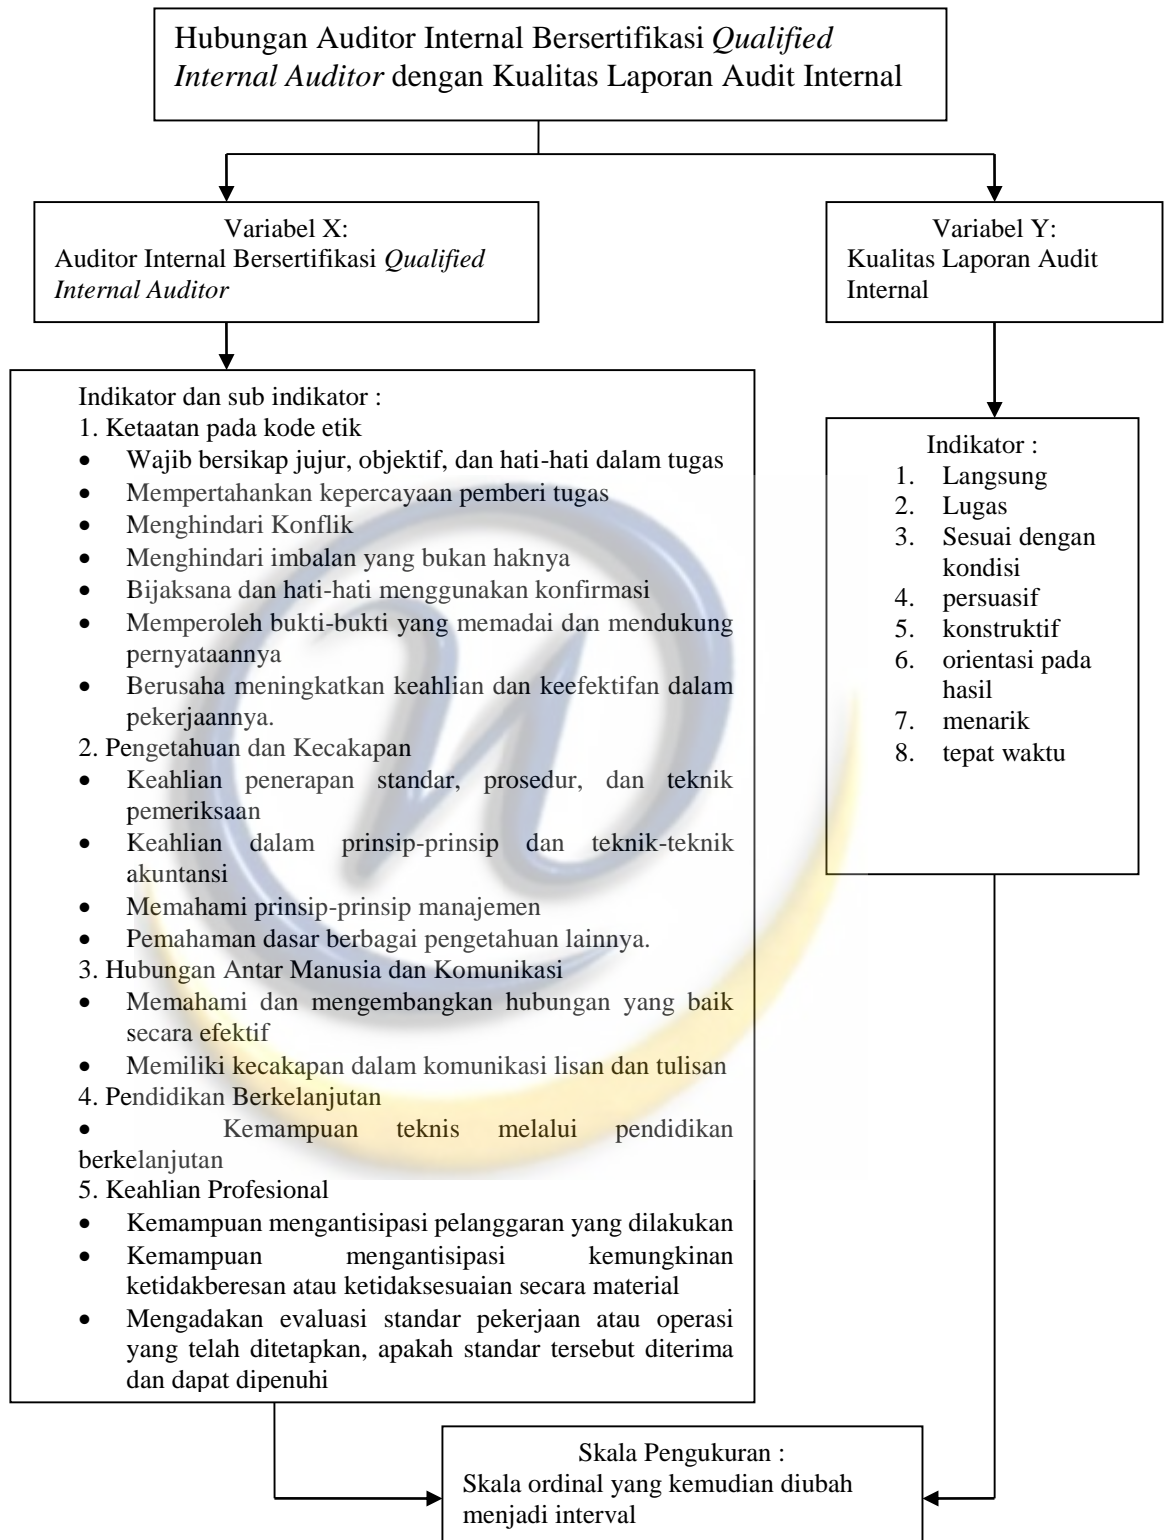 Hubungan Auditor Internal Bersertifikasi Qualified
Internal Auditor dengan Kualitas Laporan Audit Internal
Variabel X:
Auditor Internal Bersertifikasi Qualified
Internal Auditor
Variabel Y:
Kualitas Laporan Audit
Internal
Indikator dan sub indikator :
1. Ketaatan pada kode etik
• Wajib bersikap jujur, objektif, dan hati-hati dalam tugas
• Mempertahankan kepercayaan pemberi tugas
• Menghindari Konflik
• Menghindari imbalan yang bukan haknya
• Bijaksana dan hati-hati menggunakan konfirmasi
• Memperoleh bukti-bukti yang memadai dan mendukung
pernyataannya
• Berusaha meningkatkan keahlian dan keefektifan dalam
pekerjaannya.
2. Pengetahuan dan Kecakapan
• Keahlian penerapan standar, prosedur, dan teknik
pemeriksaan
• Keahlian dalam prinsip-prinsip dan teknik-teknik
akuntansi
• Memahami prinsip-prinsip manajemen
• Pemahaman dasar berbagai pengetahuan lainnya.
3. Hubungan Antar Manusia dan Komunikasi
• Memahami dan mengembangkan hubungan yang baik
secara efektif
• Memiliki kecakapan dalam komunikasi lisan dan tulisan
4. Pendidikan Berkelanjutan
• Kemampuan teknis melalui pendidikan
berkelanjutan
5. Keahlian Profesional
• Kemampuan mengantisipasi pelanggaran yang dilakukan
• Kemampuan mengantisipasi kemungkinan
ketidakberesan atau ketidaksesuaian secara material
• Mengadakan evaluasi standar pekerjaan atau operasi
yang telah ditetapkan, apakah standar tersebut diterima
dan dapat dipenuhi
Indikator :
1. Langsung
2. Lugas
3. Sesuai dengan
kondisi
4. persuasif
5. konstruktif
6. orientasi pada
hasil
7. menarik
8. tepat waktu
Skala Pengukuran :
Skala ordinal yang kemudian diubah
menjadi interval